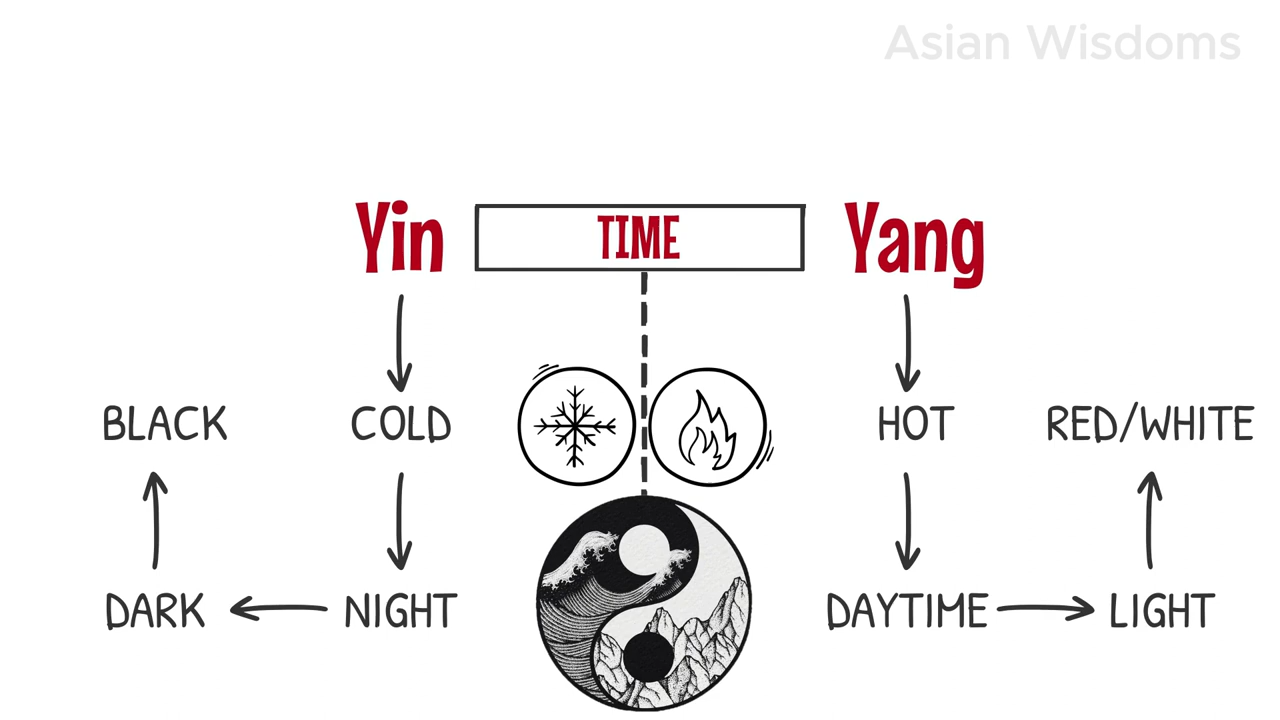 Asian Wisdoms
Yin TIME Yang
BLACK COLD HOT RED/WHITE
DARK NIGHT DAYTIME LIGHT